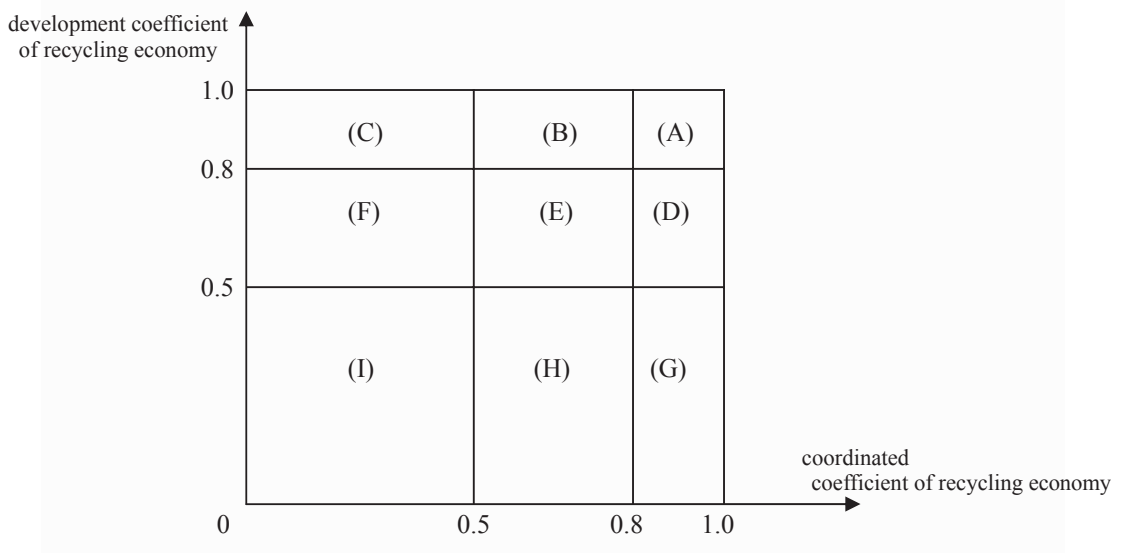 development coefficient
of recycling economy
1.0
(C)
(B)
(A)
0.8
(F)
(E)
(D)
0.5
(I)
(H)
(G)
coordinated
coefficient of recycling economy
0
0.5
0.8
1.0